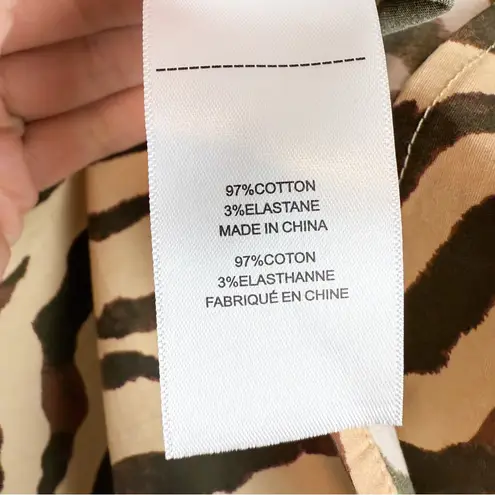 97%COTTON
3%ELASTANE
MADE IN CHINA
97%COTON
3%ELASTHANNE
FABRIQUÉ EN CHINE